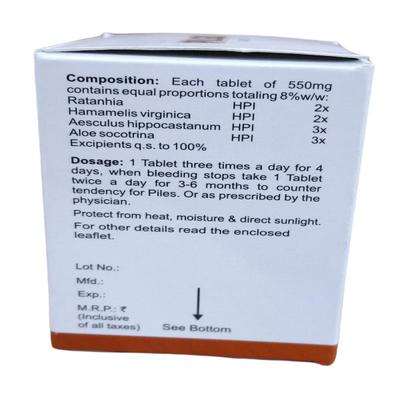 Composition: Each tablet of 550mg
contains equal proportions totaling 8%w/w:
Ratanhia HPI 2x
Hamamelis virginica HPI 2x
Aesculus hippocastanum HPI 3x
Aloe socotrina HPI 3x
Excipients q.s. to 100%
Dosage: 1 Tablet three times a day for 4
days, when bleeding stops take 1 Tablet
twice a day for 3-6 months to counter
tendency for Piles. Or as prescribed by the
physician.
Protect from heat, moisture & direct sunlight.
For other details read the enclosed
leaflet.
Lot No.:
Mfd.:
Exp.:
M.R.P.: ₹
(Inclusive
of all taxes) See Bottom